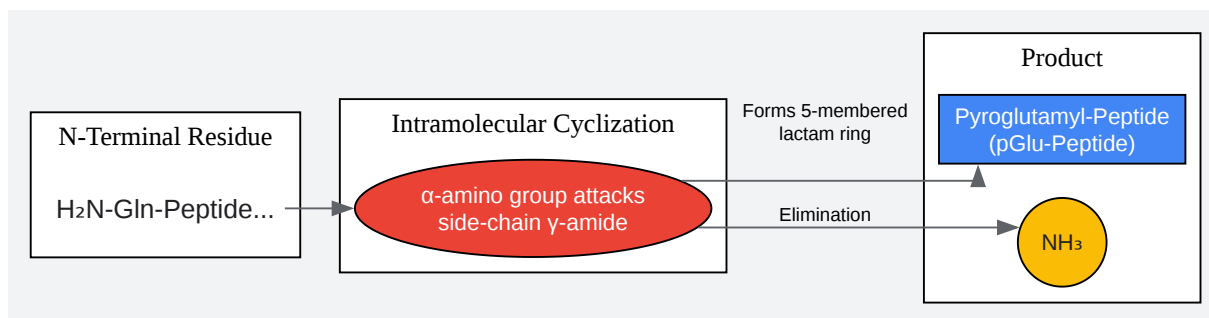 N-Terminal Residue
H₂N-Gln-Peptide...
Intramolecular Cyclization
α-amino group attacks
side-chain γ-amide
Forms 5-membered
lactam ring
Elimination
Product
Pyroglutamyl-Peptide
(pGlu-Peptide)
NH₃